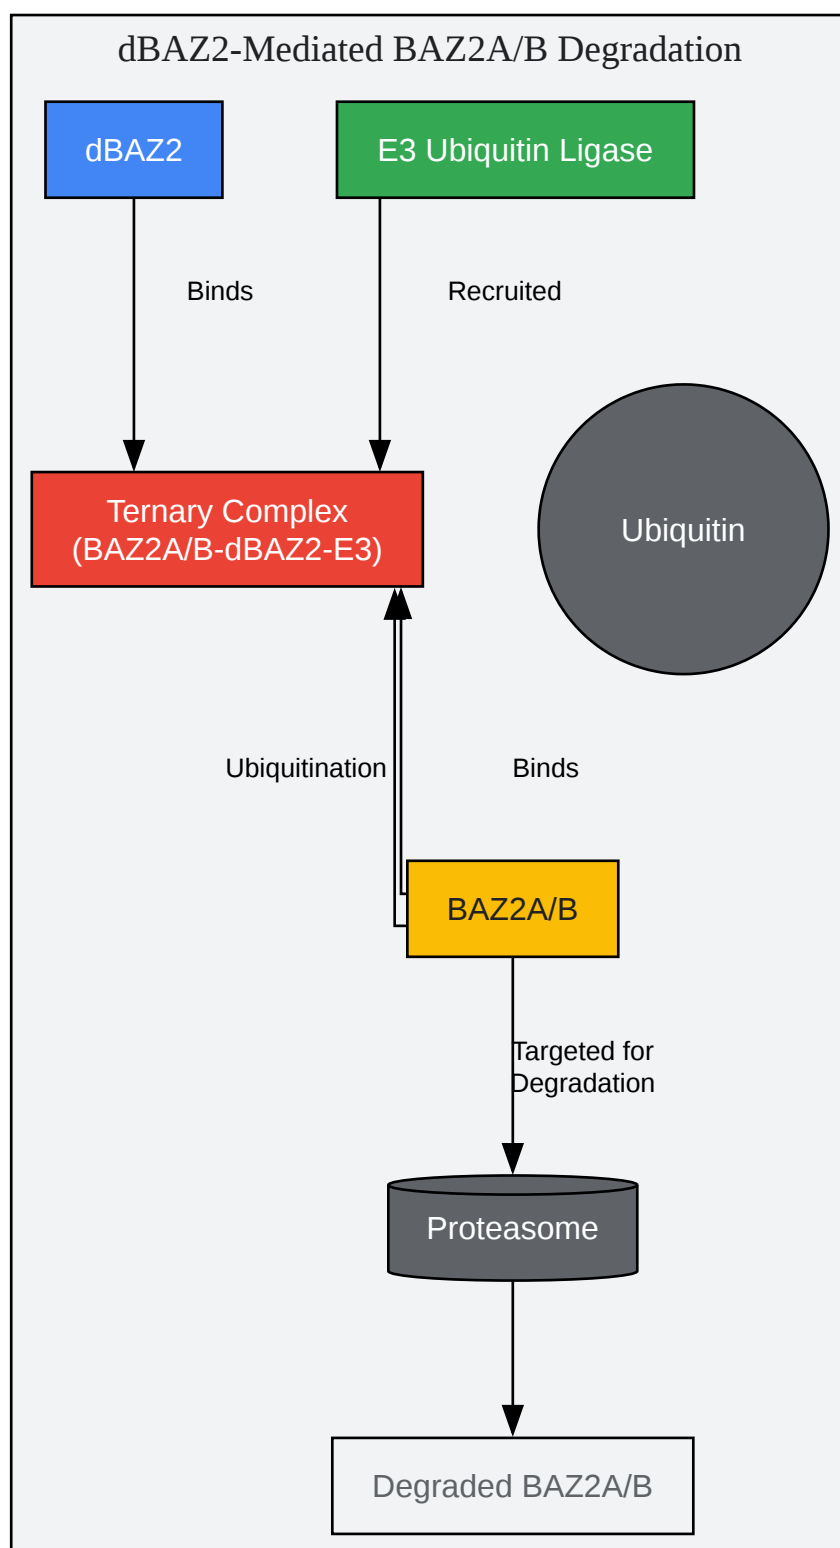 dBAZ2-Mediated BAZ2A/B Degradation
dBAZ2
E3 Ubiquitin Ligase
Binds
Recruited
Ternary Complex
(BAZ2A/B-dBAZ2-E3)
Ubiquitin
Ubiquitination
Binds
BAZ2A/B
Targeted for
Degradation
Proteasome
Degraded BAZ2A/B